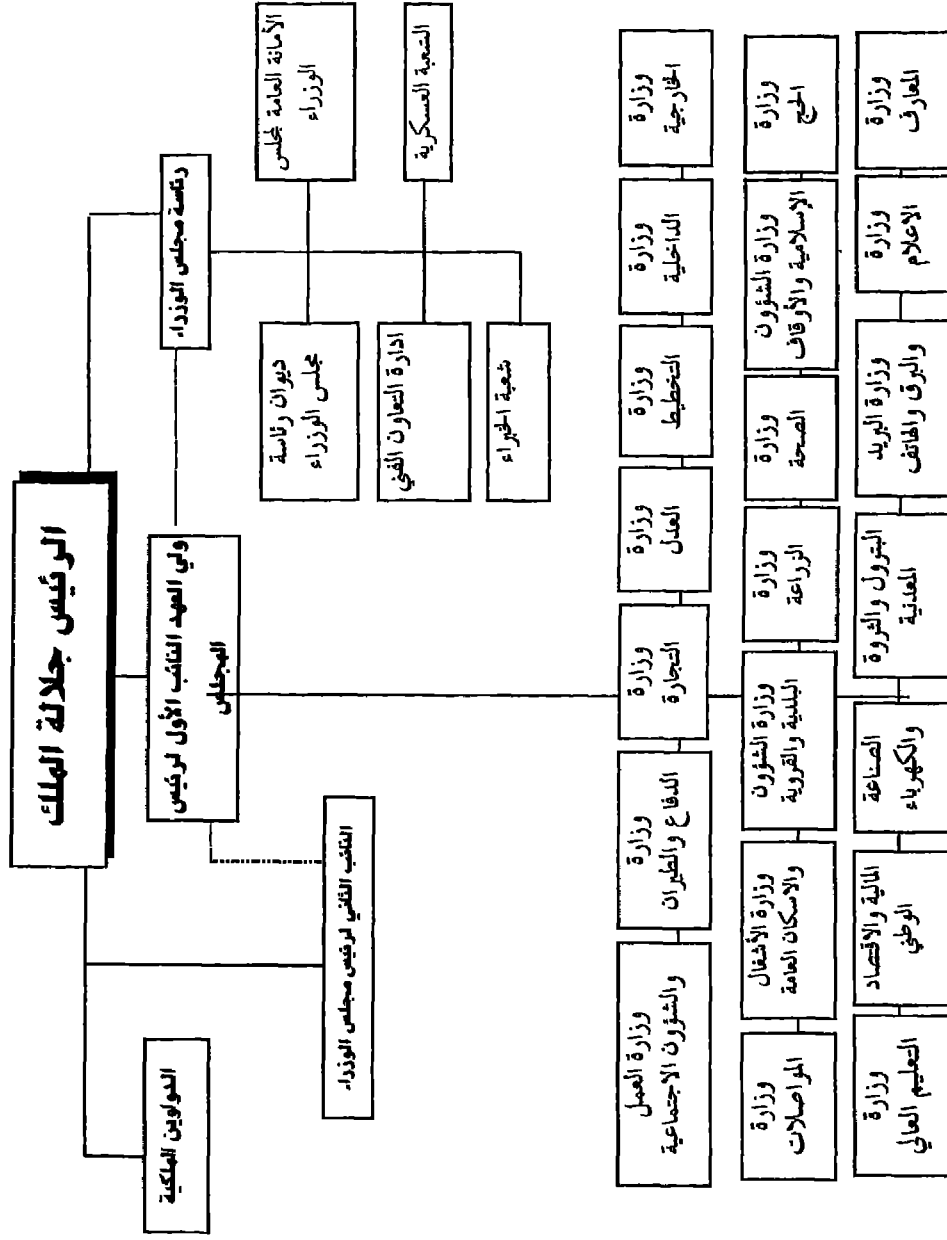 الرئيس جلالة الملك
رئاسة مجلس الوزراء
ولي العهد النائب الأول لرئيس
المجلس
الدواوين الملكية
النائب الثاني لرئيس مجلس الوزراء
الأمانة العامة لمجلس
الوزراء
ديوان رئاسة
مجلس الوزراء
الشعبة العسكرية
ادارة التعاون الفني
شعبة الخبراء
وزارة
الخارجية
وزارة
الداخلية
وزارة
التخطيط
وزارة
العدل
وزارة
التجارة
وزارة
الدفاع والطيران
وزارة العمل
والشؤون الاجتماعية
وزارة
الحج
وزارة الشؤون
الإسلامية والأوقاف
وزارة
الصحة
وزارة
الزراعة
وزارة الشؤون
البلدية والقروية
وزارة الأشغال
والاسكان العامة
وزارة
المواصلات
وزارة
المعارف
وزارة
الاعلام
وزارة البريد
والبرق والهاتف
البترول والثروة
المعدنية
الصناعة
والكهرباء
المالية والاقتصاد
الوطني
وزارة
التعليم العالي